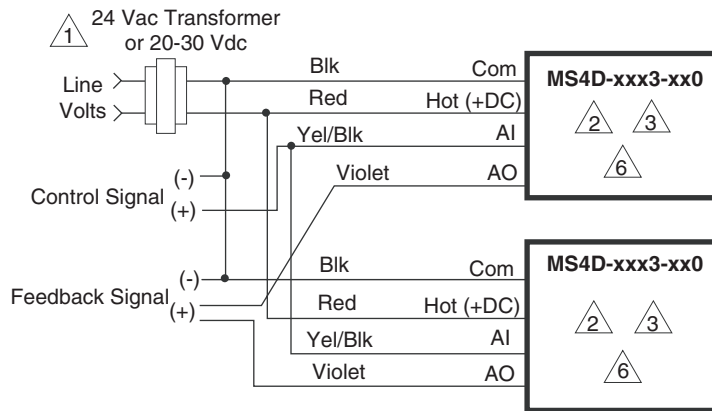 1
24 Vac Transformer
or 20-30 Vdc
Line
Volts
Blk
Com
Red
Hot (+DC)
Yel/Blk
AI
Violet
AO
MS4D-xxx3-xx0
2
3
6
(-)
Control Signal
(+)
(-)
Feedback Signal
(+)
Blk
Com
Red
Hot (+DC)
Yel/Blk
AI
Violet
AO
MS4D-xxx3-xx0
2
3
6